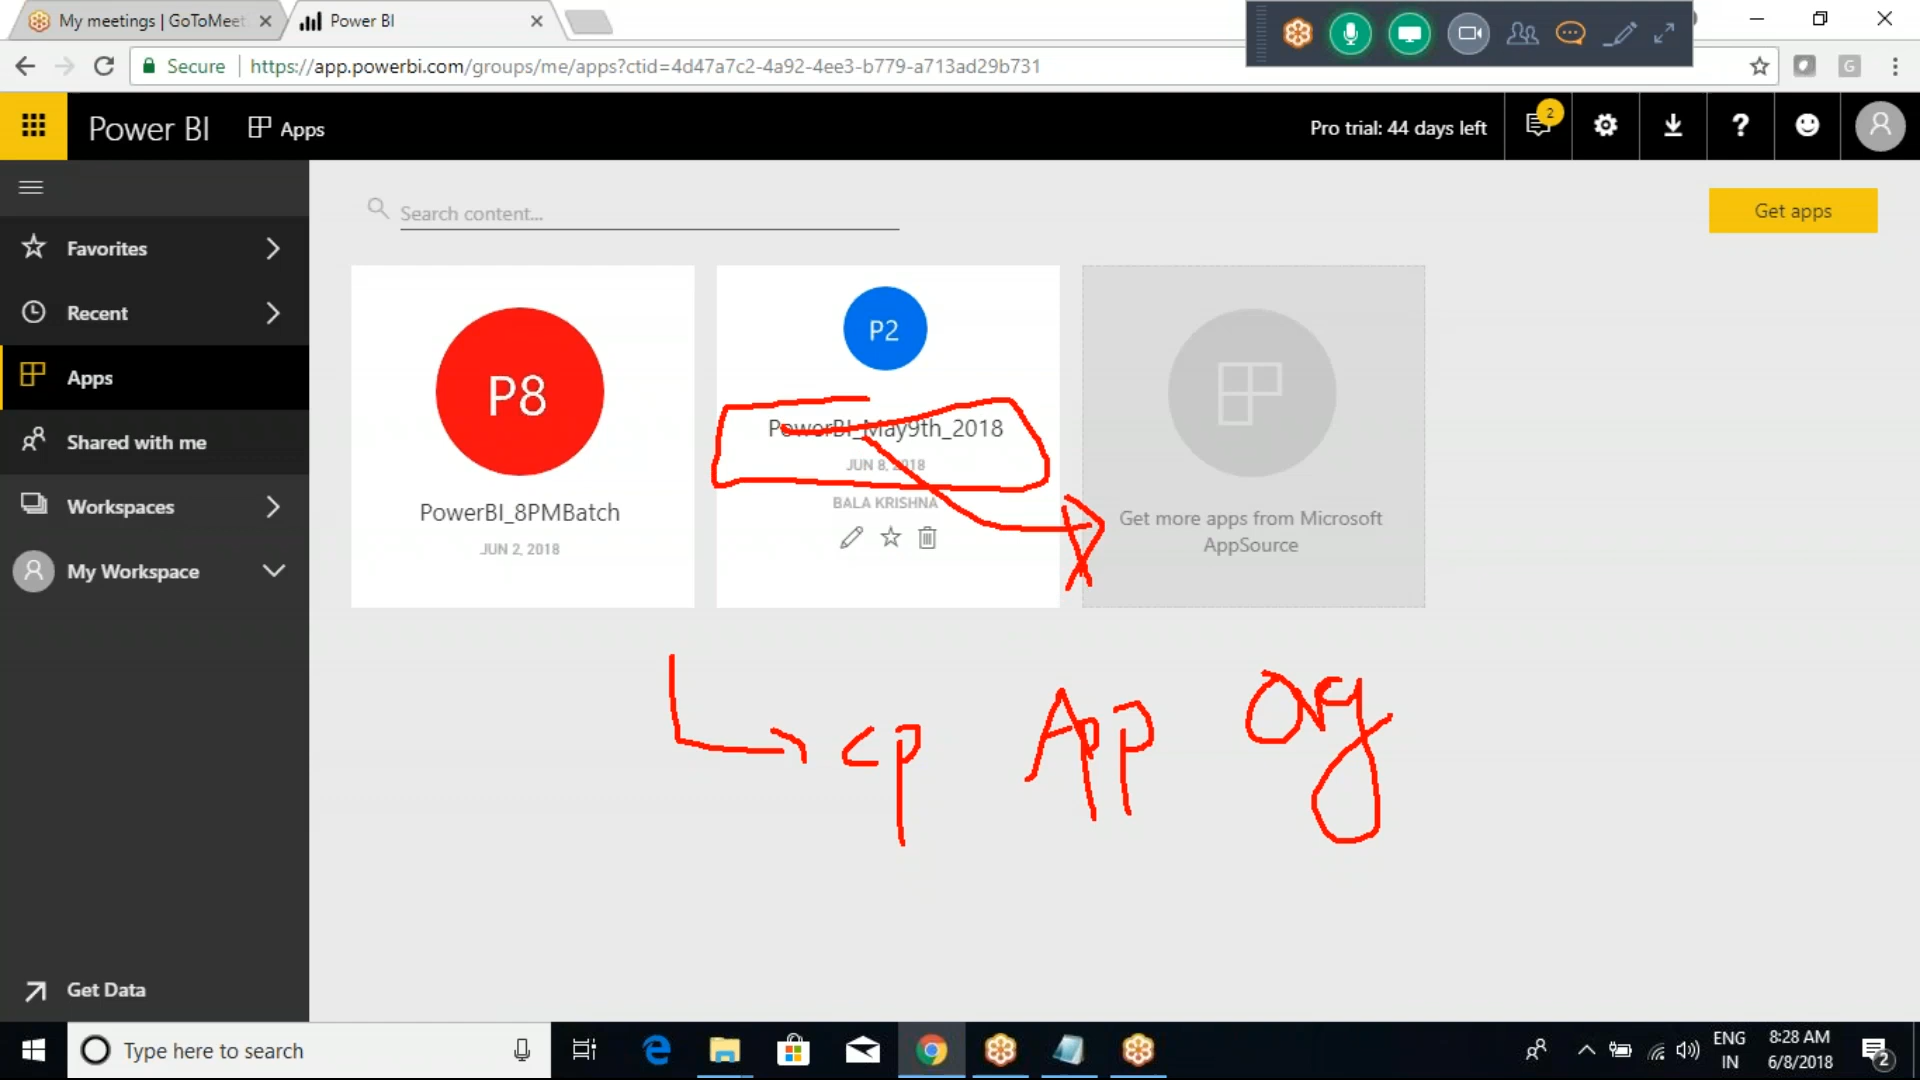 My meetings | GoToMeet
Power BI
Secure
https://app.powerbi.com/groups/me/apps?ctid=4d47a7c2-4a92-4ee3-b779-a713ad29b731
G
Power BI
Apps
Pro trial: 44 days left
2
?
Search content...
Get apps
Favorites
Recent
Apps
Shared with me
Workspaces
My Workspace
Get Data
P8
PowerBI_8PMBatch
JUN 2, 2018
P2
PowerBI_May9th_2018
JUN 8, 2018
BALA KRISHNA
Get more apps from Microsoft
AppSource
cp App Org
Type here to search
ENG
IN
8:28 AM
6/8/2018
2